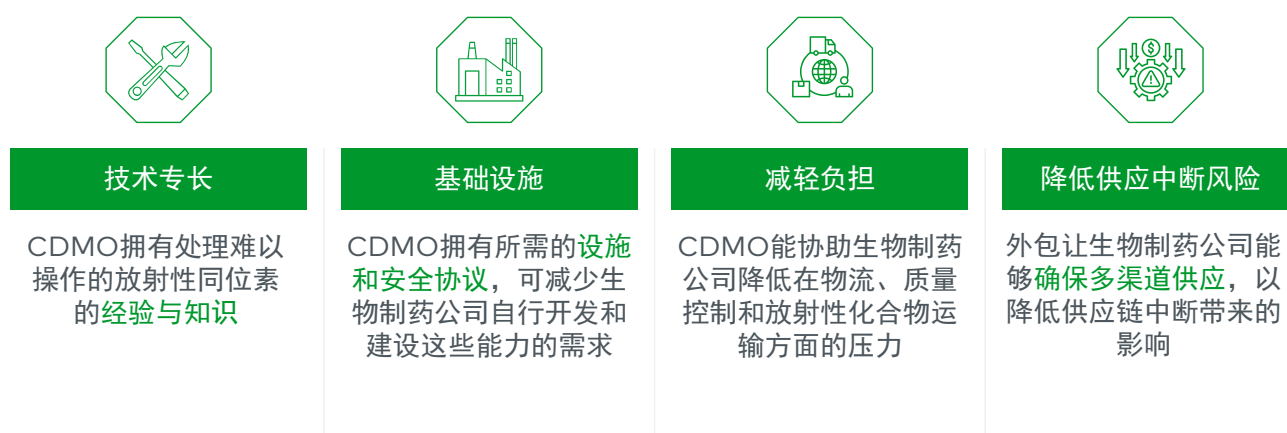 技术专长
CDMO拥有处理难以
操作的放射性同位素
的经验与知识
基础设施
CDMO拥有所需的设施
和安全协议，可减少生
物制药公司自行开发和
建设这些能力的需求
减轻负担
CDMO能协助生物制药
公司降低在物流、质量
控制和放射性化合物运
输方面的压力
降低供应中断风险
外包让生物制药公司能
够确保多渠道供应，以
降低供应链中断带来的
影响